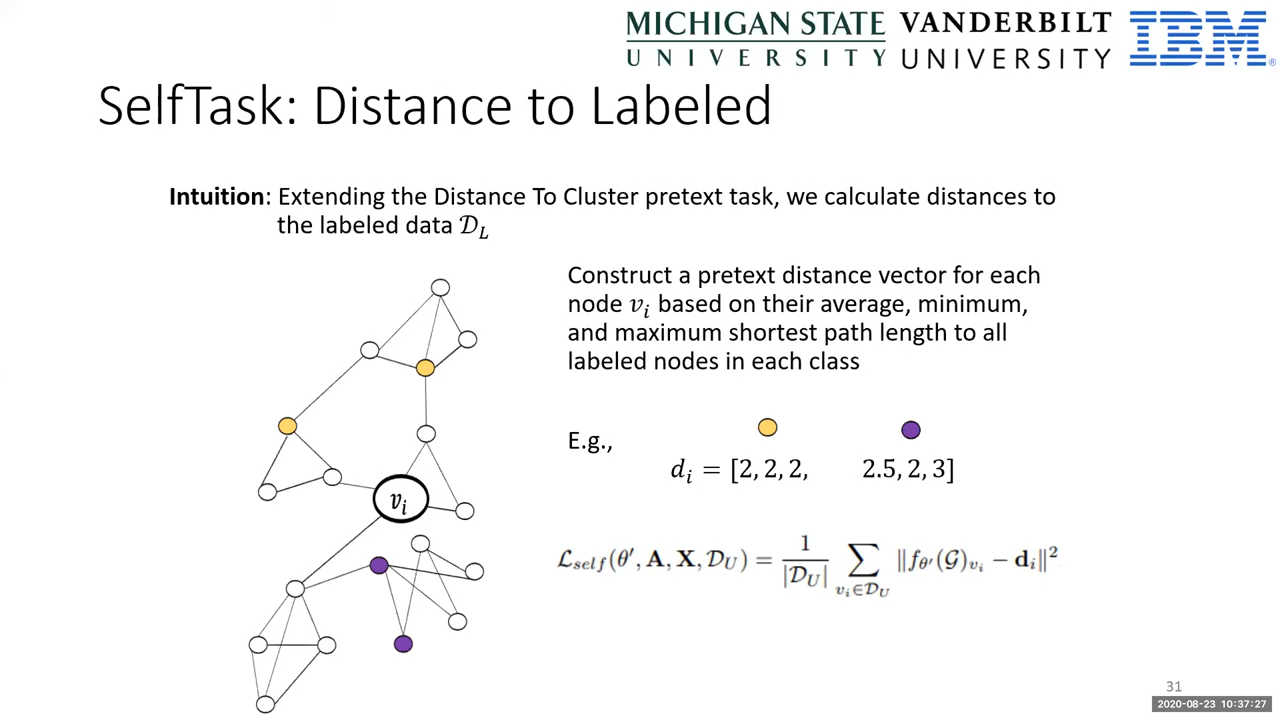 MICHIGAN STATE
UNIVERSITY
VANDERBILT
UNIVERSITY
IBM®
SelfTask: Distance to Labeled
Intuition: Extending the Distance To Cluster pretext task, we calculate distances to
the labeled data 𝒟_L
Construct a pretext distance vector for each
node v_i based on their average, minimum,
and maximum shortest path length to all
labeled nodes in each class
E.g.,
d_i = [2, 2, 2, 2.5, 2, 3]
v_i
ℒ_self(θ′, A, X, 𝒟_U) = 1/|𝒟_U| ∑_{v_i∈𝒟_U} ‖f_θ′(𝒢)_{v_i} − d_i‖²
31
2020-08-23 10:37:27